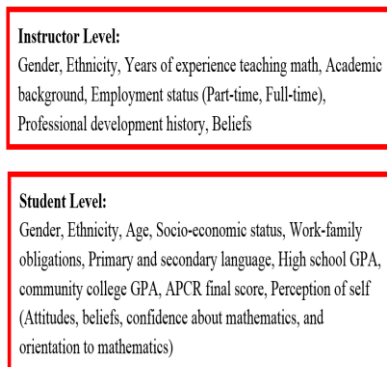 Instructor Level:
Gender, Ethnicity, Years of experience teaching math, Academic
background, Employment status (Part-time, Full-time),
Professional development history, Beliefs
Student Level:
Gender, Ethnicity, Age, Socio-economic status, Work-family
obligations, Primary and secondary language, High school GPA,
community college GPA, APCR final score, Perception of self
(Attitudes, beliefs, confidence about mathematics, and
orientation to mathematics)